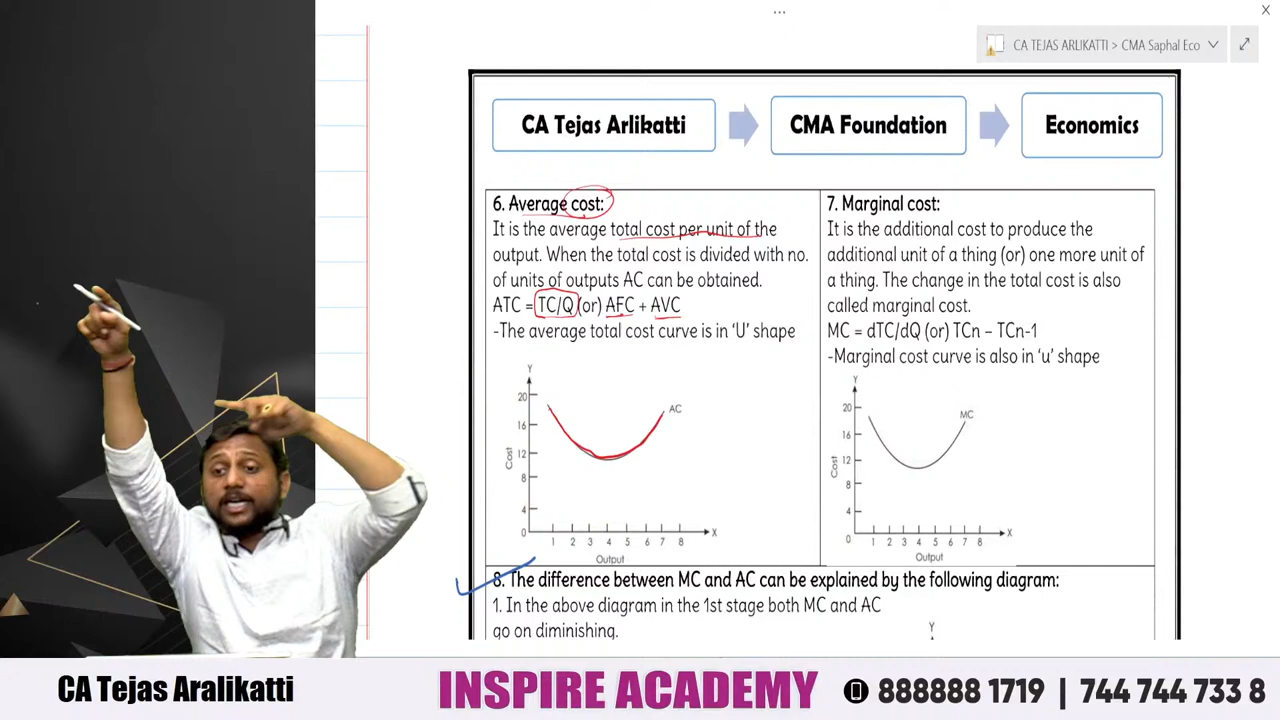 ...
X
CA TEJAS ARLIKATTI > CMA Saphal Eco
CA Tejas Arlikatti
CMA Foundation
Economics
6. Average cost:
It is the average total cost per unit of the
output. When the total cost is divided with no.
of units of outputs AC can be obtained.
ATC = TC/Q (or) AFC + AVC
-The average total cost curve is in 'U' shape
Y
20
16
12
8
4
0
Cost
AC
1 2 3 4 5 6 7 8
X
Output
7. Marginal cost:
It is the additional cost to produce the
additional unit of a thing (or) one more unit of
a thing. The change in the total cost is also
called marginal cost.
MC = dTC/dQ (or) TCn – TCn-1
-Marginal cost curve is also in 'u' shape
Y
20
16
12
8
4
0
Cost
MC
1 2 3 4 5 6 7 8
X
Output
8. The difference between MC and AC can be explained by the following diagram:
1. In the above diagram in the 1st stage both MC and AC
go on diminishing.
Y
CA Tejas Aralikatti
INSPIRE ACADEMY
888888 1719 | 744 744 733 8